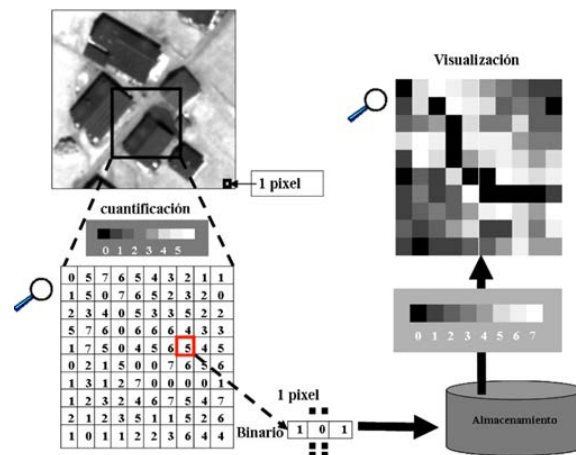 Visualización
1 pixel
cuantificación
0 1 2 3 4 5
0 5 7 6 5 4 3 2 1 1
1 5 0 7 6 5 2 3 2 0
2 3 4 0 5 3 3 5 2 2
5 7 6 0 6 6 6 4 3 3
1 7 5 0 4 5 6 5 4 5
0 2 1 5 0 0 7 6 5 6
1 3 1 2 7 0 0 0 0 1
1 2 3 2 4 6 7 5 4 7
2 1 2 3 5 1 1 5 2 6
1 0 1 1 2 2 3 6 4 4
0 1 2 3 4 5 6 7
1 pixel
Binario 1 0 1
Almacenamiento